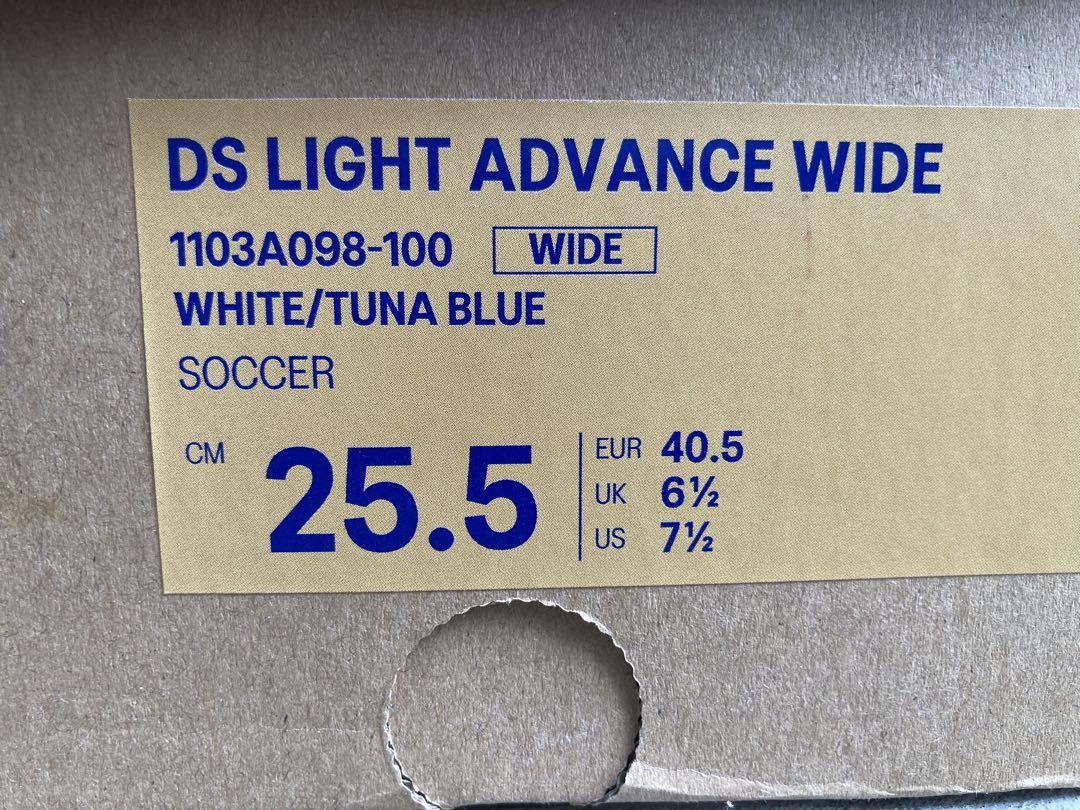 DS LIGHT ADVANCE WIDE
1103A098-100 WIDE
WHITE/TUNA BLUE
SOCCER
CM 25.5
EUR 40.5
UK 6½
US 7½